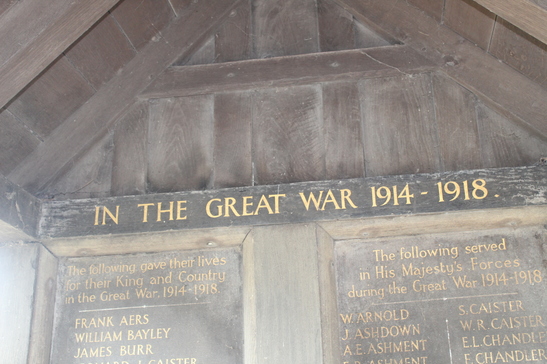 IN THE GREAT WAR 1914 - 1918.
The following gave their lives
for their King and Country
in the Great War. 1914 - 1918.
FRANK AERS
WILLIAM BAYLEY
JAMES BURR
J. CAISTER
The following served
in His Majesty's Forces
during the Great War 1914-1918.
W. ARNOLD
J. ASHDOWN
A.E. ASHMENT
ASHMENT
S. CAISTER
W.R. CAISTER
E.L. CHANDLER
F. CHANDLER